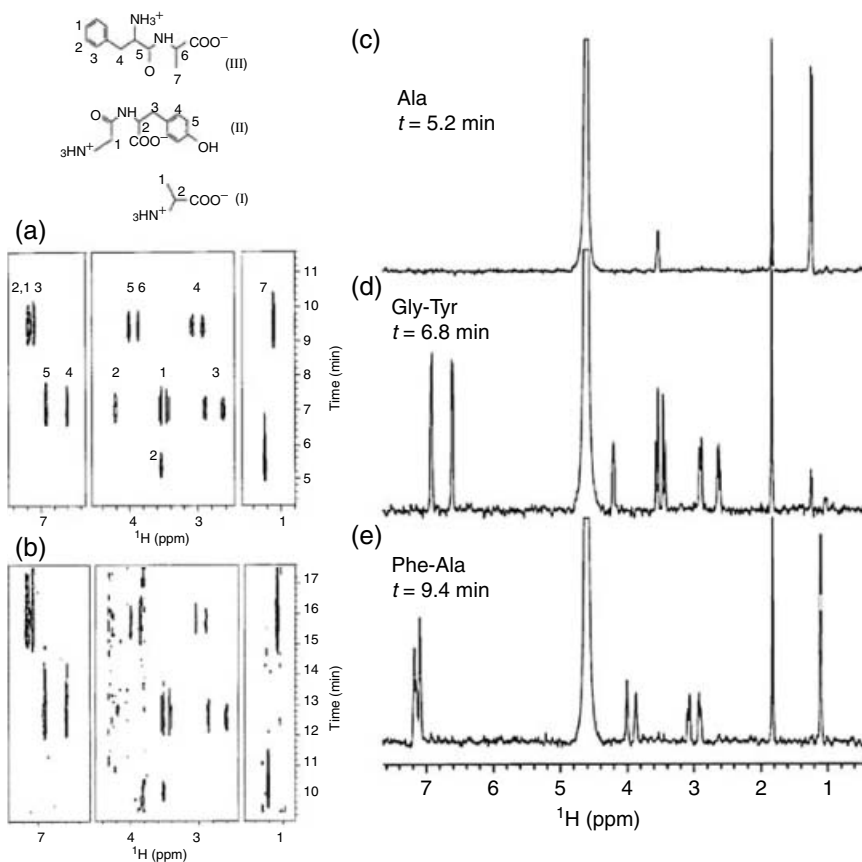 1
NH3+
NH
COO−
2
5
6
3
4
O
7
(III)
O
NH
3
4
5
2
1
COO−
OH
3HN+
(II)
1
2
COO−
3HN+
(I)
(a)
2,1 3
5 6
4
7
5
4
2
1
3
2
11
10
9
8
7
6
5
Time (min)
7
4
3
1
1H (ppm)
1H (ppm)
(b)
17
16
15
14
13
12
11
10
Time (min)
7
4
3
1
1H (ppm)
1H (ppm)
(c)
Ala
t = 5.2 min
(d)
Gly-Tyr
t = 6.8 min
(e)
Phe-Ala
t = 9.4 min
7
6
5
4
3
2
1
1H (ppm)